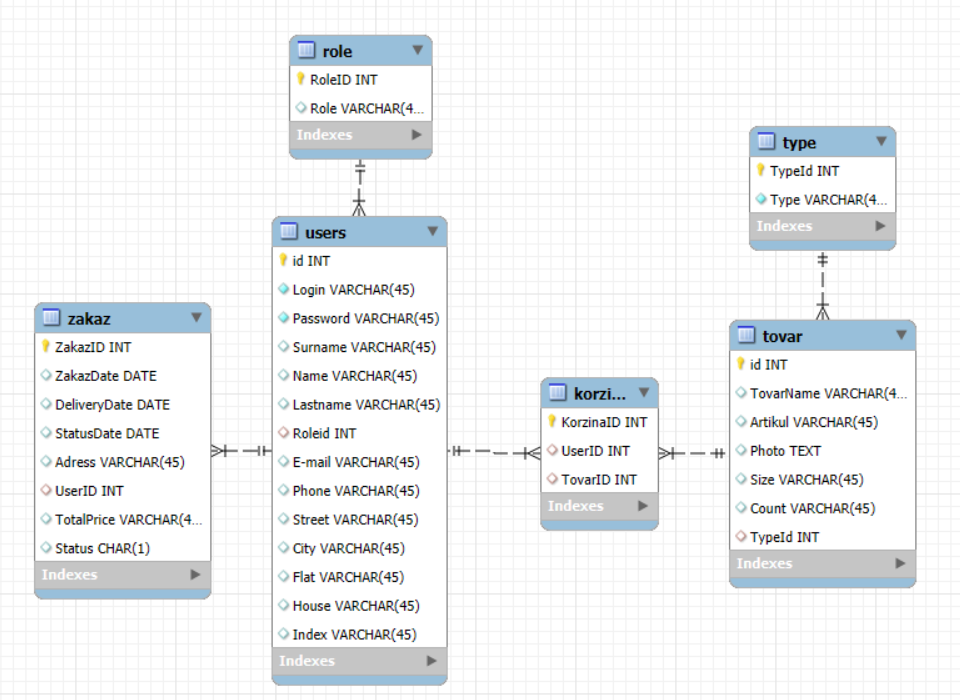 role
RoleID INT
Role VARCHAR(4...
Indexes
type
TypeId INT
Type VARCHAR(4...
Indexes
users
id INT
Login VARCHAR(45)
Password VARCHAR(45)
Surname VARCHAR(45)
Name VARCHAR(45)
Lastname VARCHAR(45)
Roleid INT
E-mail VARCHAR(45)
Phone VARCHAR(45)
Street VARCHAR(45)
City VARCHAR(45)
Flat VARCHAR(45)
House VARCHAR(45)
Index VARCHAR(45)
Indexes
zakaz
ZakazID INT
ZakazDate DATE
DeliveryDate DATE
StatusDate DATE
Adress VARCHAR(45)
UserID INT
TotalPrice VARCHAR(4...
Status CHAR(1)
Indexes
korzi...
KorzinaID INT
UserID INT
TovarID INT
Indexes
tovar
id INT
TovarName VARCHAR(4...
Artikul VARCHAR(45)
Photo TEXT
Size VARCHAR(45)
Count VARCHAR(45)
TypeId INT
Indexes